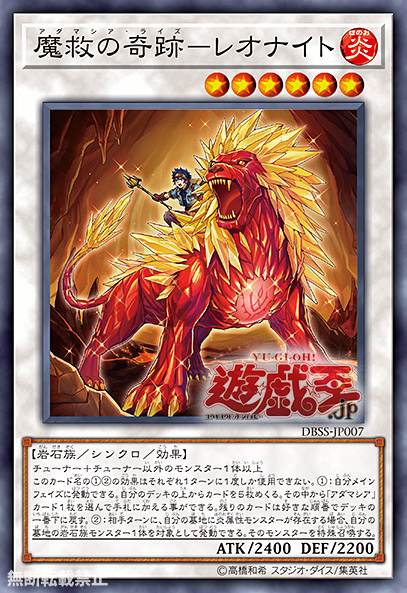 アダマシア・ライズ
魔救の奇跡－レオナイト
ほのお
炎
YU-GI-OH!
遊戯王
.jp
DBSS-JP007
【岩石族／シンクロ／効果】
チューナー＋チューナー以外のモンスター1体以上
このカード名の①②の効果はそれぞれ1ターンに1度しか使用できない。①：自分メイン
フェイズに発動できる。自分のデッキの上からカードを5枚めくる。その中から「アダマシア」
カード1枚を選んで手札に加える事ができる。残りのカードは好きな順番でデッキの
一番下に戻す。②：相手ターンに、自分の墓地に炎属性モンスターが存在する場合、自分の
墓地の岩石族モンスター1体を対象として発動できる。そのモンスターを特殊召喚する。
ATK/2400 DEF/2200
無断転載禁止
©高橋和希 スタジオ・ダイス/集英社